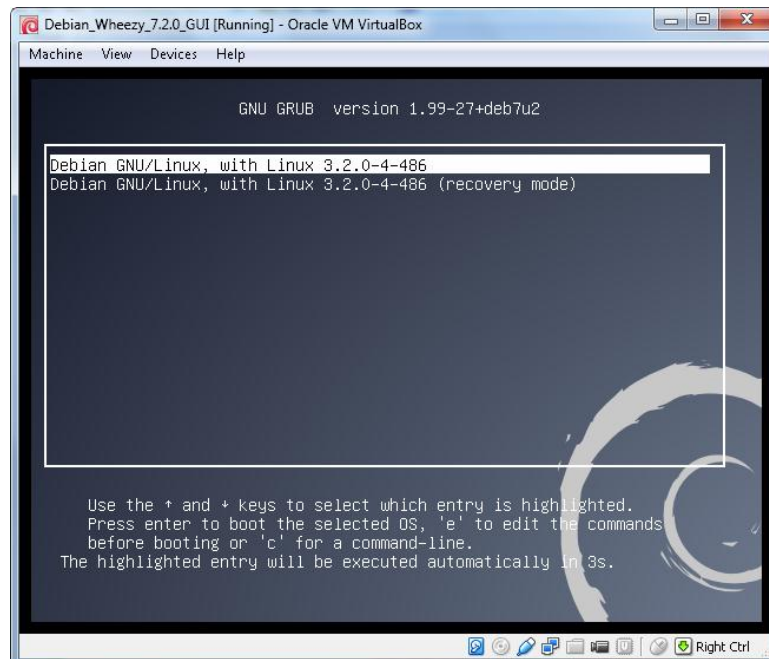 Debian_Wheezy_7.2.0_GUI [Running] - Oracle VM VirtualBox
Machine View Devices Help
GNU GRUB version 1.99-27+deb7u2
Debian GNU/Linux, with Linux 3.2.0-4-486
Debian GNU/Linux, with Linux 3.2.0-4-486 (recovery mode)
Use the ↑ and ↓ keys to select which entry is highlighted.
Press enter to boot the selected OS, 'e' to edit the commands
before booting or 'c' for a command-line.
The highlighted entry will be executed automatically in 3s.
Right Ctrl